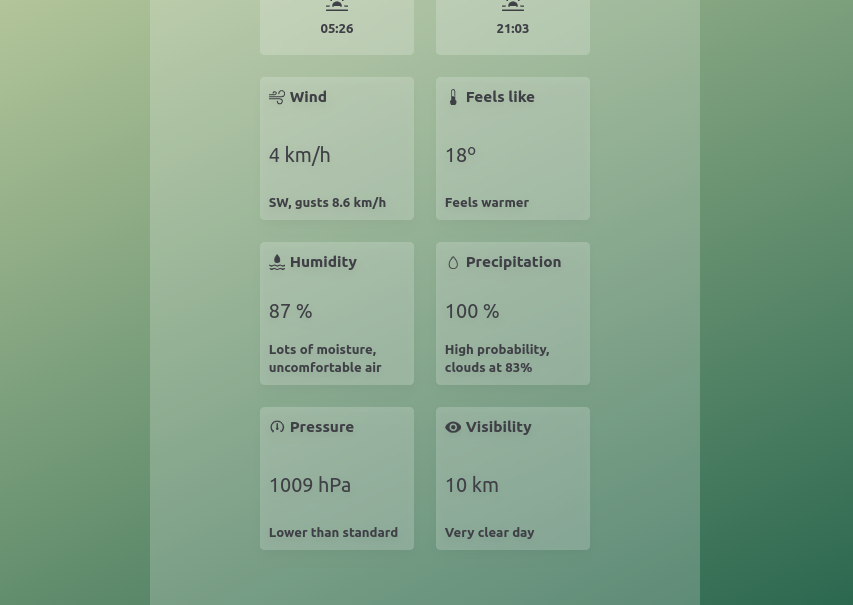 05:26
21:03
Wind
4 km/h
SW, gusts 8.6 km/h
Feels like
18°
Feels warmer
Humidity
87 %
Lots of moisture,
uncomfortable air
Precipitation
100 %
High probability,
clouds at 83%
Pressure
1009 hPa
Lower than standard
Visibility
10 km
Very clear day